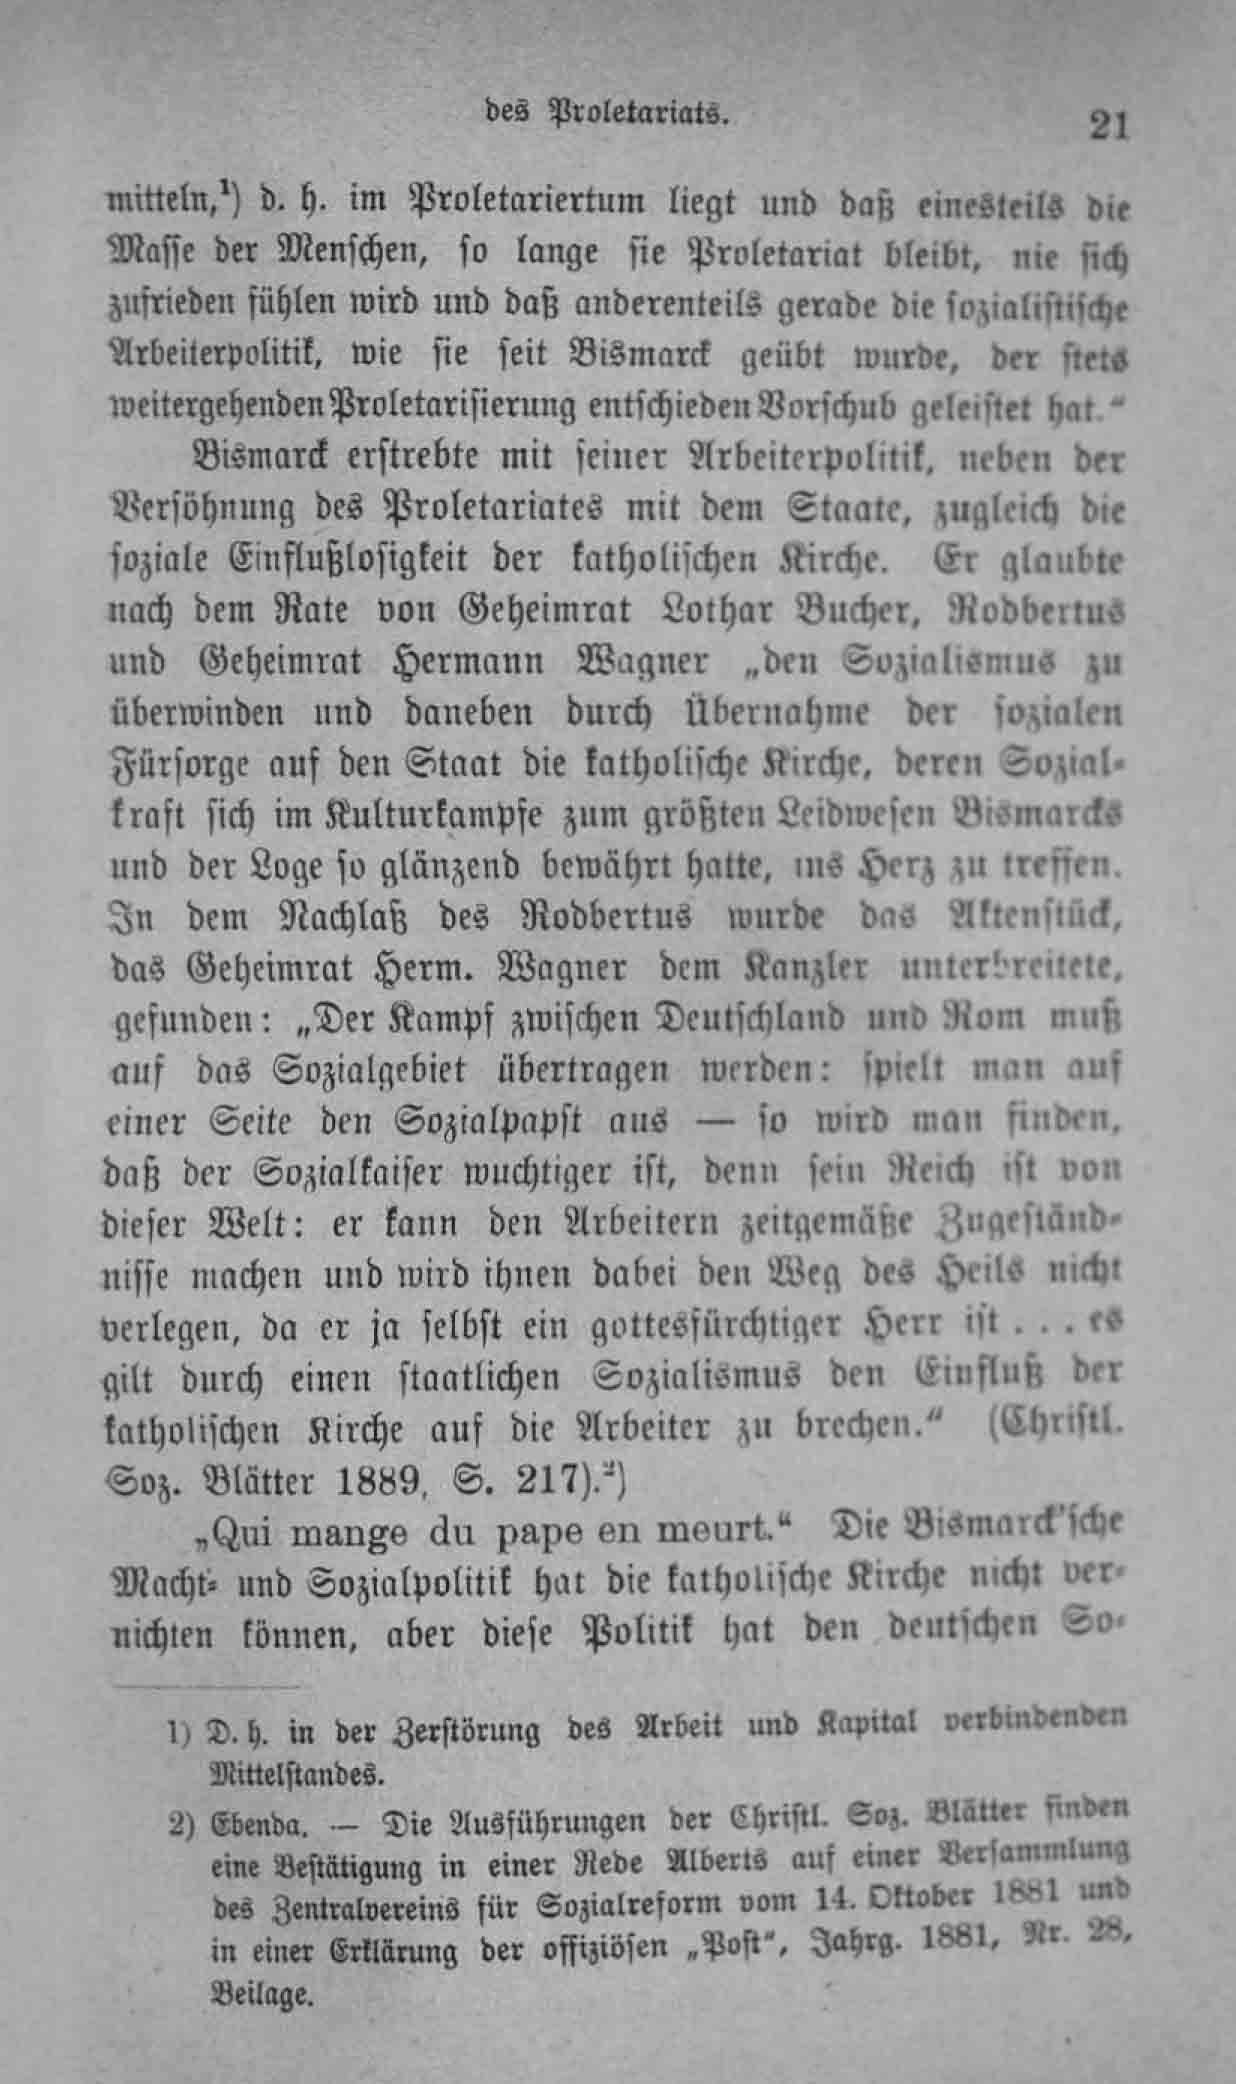 des Proletariats.
21
mitteln,¹) d. h. im Proletariertum liegt und daß einesteils die
Masse der Menschen, so lange sie Proletariat bleibt, nie sich
zufrieden fühlen wird und daß anderenteils gerade die sozialistische
Arbeiterpolitik, wie sie seit Bismarck geübt wurde, der stets
weitergehenden Proletarisierung entschieden Vorschub geleistet hat.“
Bismarck erstrebte mit seiner Arbeiterpolitik, neben der
Versöhnung des Proletariates mit dem Staate, zugleich die
soziale Einflußlosigkeit der katholischen Kirche. Er glaubte
nach dem Rate von Geheimrat Lothar Bucher, Rodbertus
und Geheimrat Hermann Wagner „den Sozialismus zu
überwinden und daneben durch Übernahme der sozialen
Fürsorge auf den Staat die katholische Kirche, deren Sozial-
kraft sich im Kulturkampfe zum größten Leidwesen Bismarcks
und der Loge so glänzend bewährt hatte, ins Herz zu treffen.
In dem Nachlaß des Rodbertus wurde das Aktenstück,
das Geheimrat Herm. Wagner dem Kanzler unterbreitete,
gefunden: „Der Kampf zwischen Deutschland und Rom muß
auf das Sozialgebiet übertragen werden: spielt man auf
einer Seite den Sozialpapst aus — so wird man finden,
daß der Sozialkaiser wuchtiger ist, denn sein Reich ist von
dieser Welt: er kann den Arbeitern zeitgemäße Zugeständ-
nisse machen und wird ihnen dabei den Weg des Heils nicht
verlegen, da er ja selbst ein gottesfürchtiger Herr ist . . . es
gilt durch einen staatlichen Sozialismus den Einfluß der
katholischen Kirche auf die Arbeiter zu brechen.“ (Christl.
Soz. Blätter 1889, S. 217).²)
„Qui mange du pape en meurt.“ Die Bismarck'sche
Macht- und Sozialpolitik hat die katholische Kirche nicht ver-
nichten können, aber diese Politik hat den deutschen So-
1) D. h. in der Zerstörung des Arbeit und Kapital verbindenden
Mittelstandes.
2) Ebenda. — Die Ausführungen der Christl. Soz. Blätter finden
eine Bestätigung in einer Rede Alberts auf einer Versammlung
des Zentralvereins für Sozialreform vom 14. Oktober 1881 und
in einer Erklärung der offiziösen „Post“, Jahrg. 1881, Nr. 28,
Beilage.